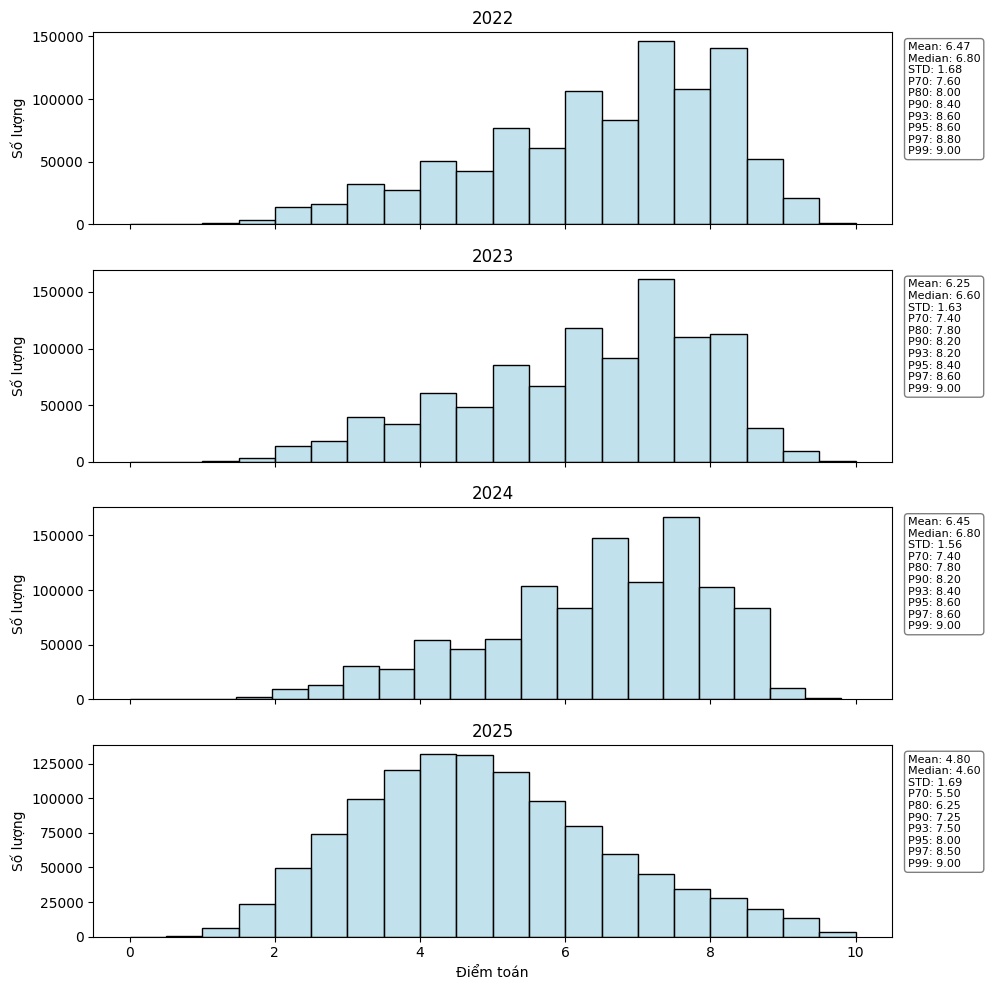 2022
150000
100000
50000
0
Số lượng
Mean: 6.47
Median: 6.80
STD: 1.68
P70: 7.60
P80: 8.00
P90: 8.40
P93: 8.60
P95: 8.60
P97: 8.80
P99: 9.00
2023
150000
100000
50000
0
Số lượng
Mean: 6.25
Median: 6.60
STD: 1.63
P70: 7.40
P80: 7.80
P90: 8.20
P93: 8.20
P95: 8.40
P97: 8.60
P99: 9.00
2024
150000
100000
50000
0
Số lượng
Mean: 6.45
Median: 6.80
STD: 1.56
P70: 7.40
P80: 7.80
P90: 8.20
P93: 8.40
P95: 8.60
P97: 8.60
P99: 9.00
2025
125000
100000
75000
50000
25000
0
Số lượng
Mean: 4.80
Median: 4.60
STD: 1.69
P70: 5.50
P80: 6.25
P90: 7.25
P93: 7.50
P95: 8.00
P97: 8.50
P99: 9.00
0 2 4 6 8 10
Điểm toán